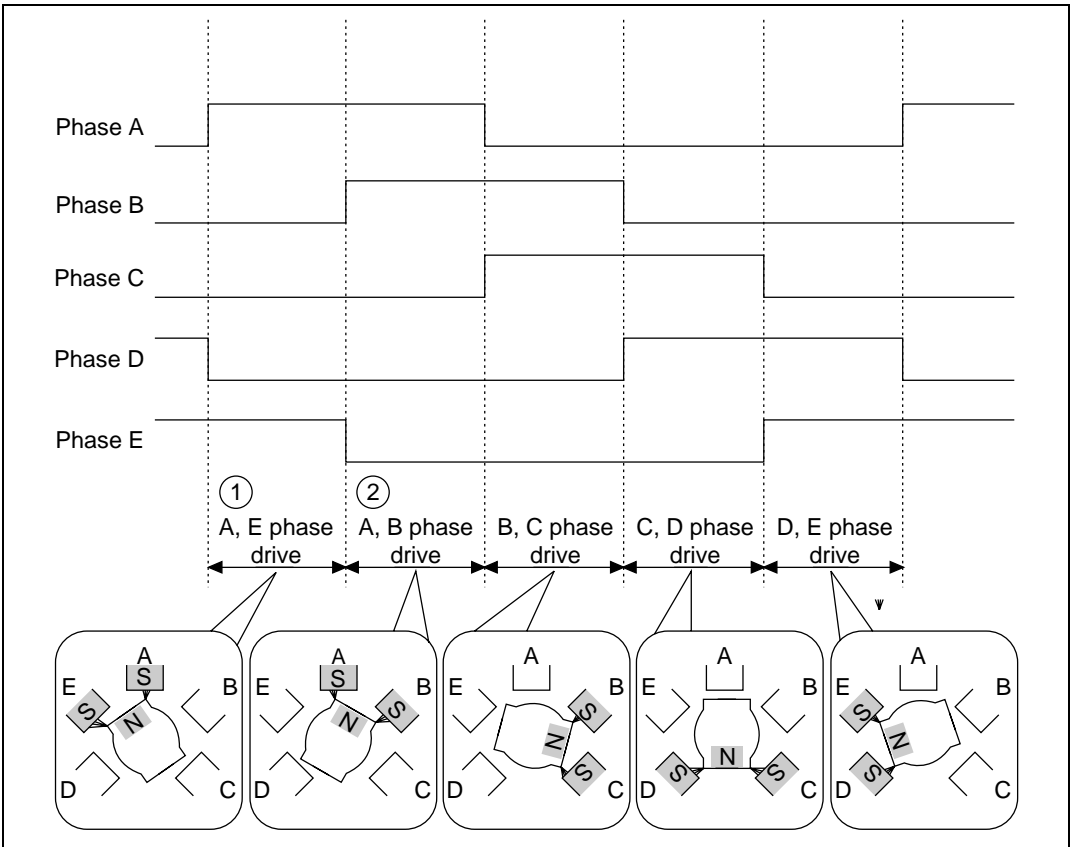 Phase A
Phase B
Phase C
Phase D
Phase E
1 2
A, E phase drive
A, B phase drive
B, C phase drive
C, D phase drive
D, E phase drive
A
S
E
S
N
B
D
C
A
S
E
B
S
N
D
C
A
E
B
S
N
S
D
C
A
E
B
N
S
S
D
C
A
E
B
S
N
S
D
C